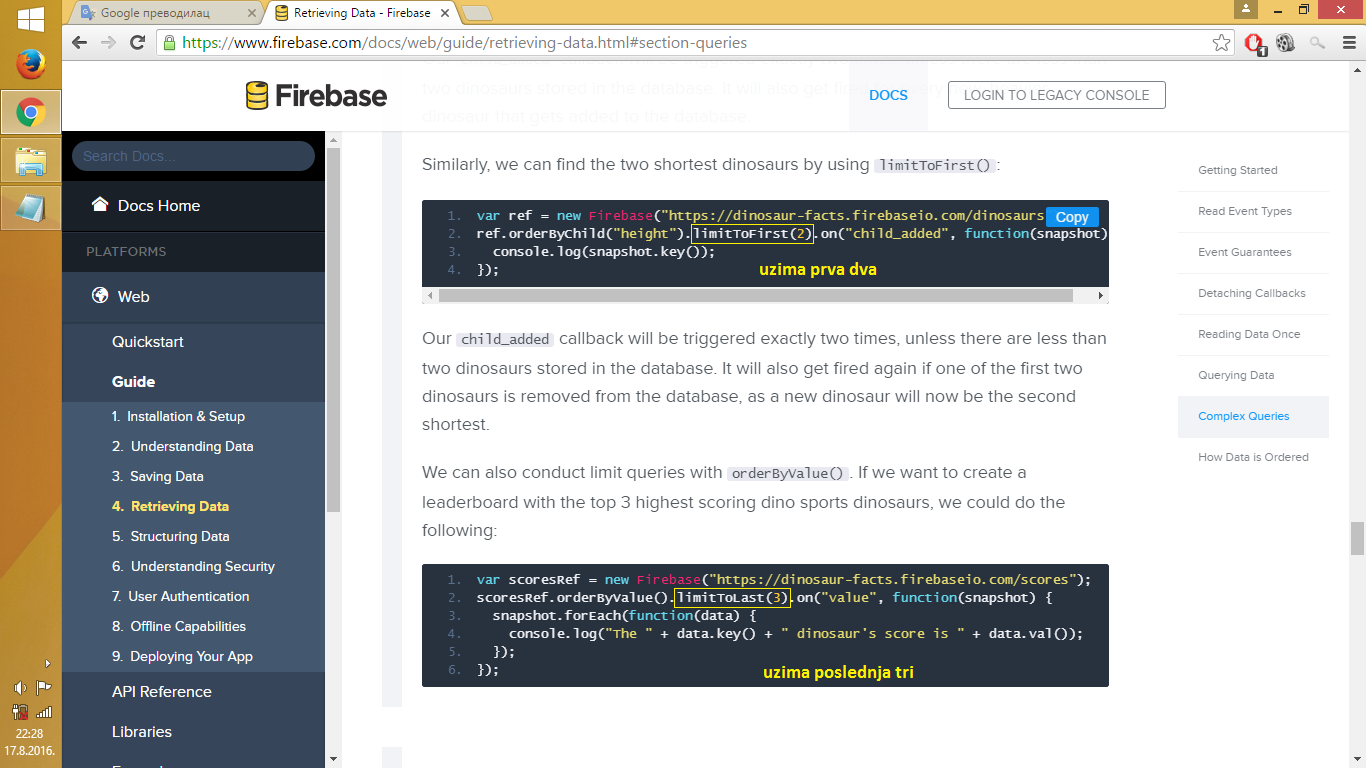 Google преводилац
Retrieving Data - Firebase
https://www.firebase.com/docs/web/guide/retrieving-data.html#section-queries
1
Firebase
DOCS
LOGIN TO LEGACY CONSOLE
two dinosaurs stored in the database. It will also get
dinosaur that gets added to the database.
Search Docs...
Docs Home
PLATFORMS
Web
Quickstart
Guide
1. Installation & Setup
2. Understanding Data
3. Saving Data
4. Retrieving Data
5. Structuring Data
6. Understanding Security
7. User Authentication
8. Offline Capabilities
9. Deploying Your App
API Reference
Libraries
Similarly, we can find the two shortest dinosaurs by using limitToFirst():
Copy
1. var ref = new Firebase("https://dinosaur-facts.firebaseio.com/dinosaurs
2. ref.orderByChild("height").limitToFirst(2).on("child_added", function(snapshot)
3. console.log(snapshot.key());
4. });
uzima prva dva
Our child_added callback will be triggered exactly two times, unless there are less than
two dinosaurs stored in the database. It will also get fired again if one of the first two
dinosaurs is removed from the database, as a new dinosaur will now be the second
shortest.
We can also conduct limit queries with orderByValue(). If we want to create a
leaderboard with the top 3 highest scoring dino sports dinosaurs, we could do the
following:
1. var scoresRef = new Firebase("https://dinosaur-facts.firebaseio.com/scores");
2. scoresRef.orderByValue().limitToLast(3).on("value", function(snapshot) {
3. snapshot.forEach(function(data) {
4. console.log("The " + data.key() + " dinosaur's score is " + data.val());
5. });
6. });
uzima poslednja tri
Getting Started
Read Event Types
Event Guarantees
Detaching Callbacks
Reading Data Once
Querying Data
Complex Queries
How Data is Ordered
22:28
17.8.2016.